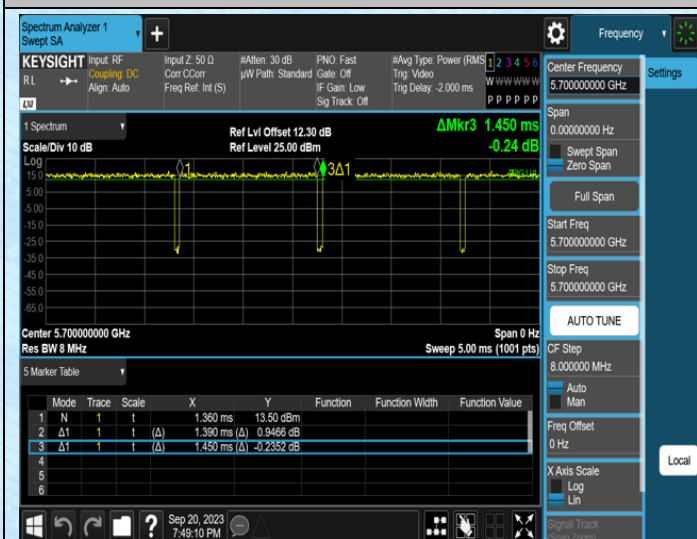 Spectrum Analyzer 1
Swept SA
+
Frequency
KEYSIGHT
RL
LXI
Input: RF
Coupling: DC
Align: Auto
Input Z: 50 Ω
Corr CCorr
Freq Ref: Int (S)
#Atten: 30 dB
µW Path: Standard
PNO: Fast
Gate: Off
IF Gain: Low
Sig Track: Off
#Avg Type: Power (RMS
Trig: Video
Trig Delay: -2.000 ms
1 2 3 4 5 6
W W W W W W
P P P P P P
1 Spectrum
Scale/Div 10 dB
Ref Lvl Offset 12.30 dB
Ref Level 25.00 dBm
ΔMkr3 1.450 ms
-0.24 dB
Log
15.0
5.00
-5.00
-15.0
-25.0
-35.0
-45.0
-55.0
-65.0
1
3Δ1
Center 5.700000000 GHz
Span 0 Hz
Res BW 8 MHz
Sweep 5.00 ms (1001 pts)
5 Marker Table
Mode Trace Scale X Y Function Function Width Function Value
1 N 1 t 1.360 ms 13.50 dBm
2 Δ1 1 t (Δ) 1.390 ms (Δ) 0.9466 dB
3 Δ1 1 t (Δ) 1.450 ms (Δ) -0.2352 dB
4
5
6
Sep 20, 2023
7:49:10 PM
Center Frequency
5.700000000 GHz
Span
0.00000000 Hz
Swept Span
Zero Span
Full Span
Start Freq
5.700000000 GHz
Stop Freq
5.700000000 GHz
AUTO TUNE
CF Step
8.000000 MHz
Auto
Man
Freq Offset
0 Hz
X Axis Scale
Log
Lin
Signal Track
(Span Zoom)
Settings
Local